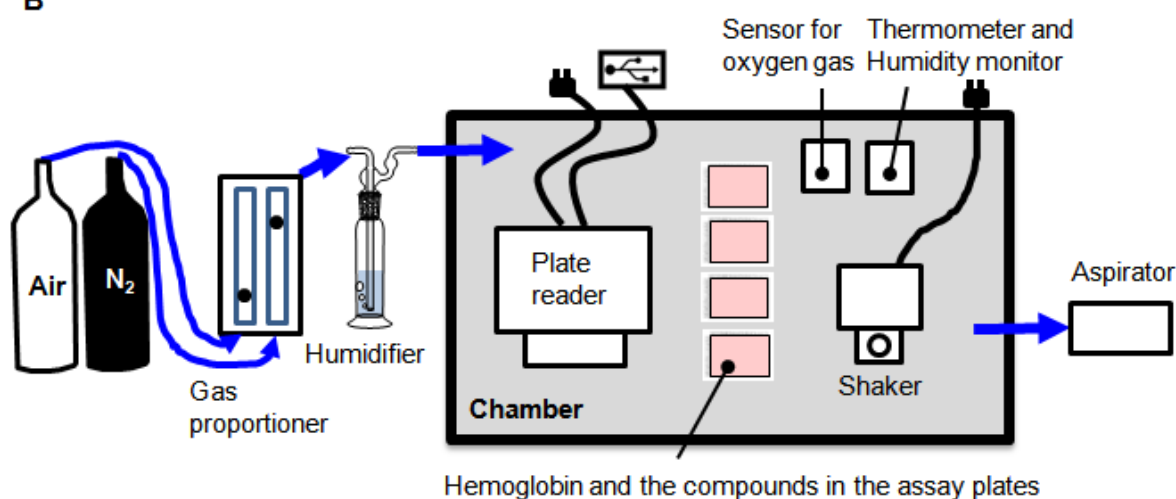 B
Sensor for
oxygen gas
Thermometer and
Humidity monitor
Air
N₂
Plate
reader
Aspirator
Humidifier
Gas
proportioner
Shaker
Chamber
Hemoglobin and the compounds in the assay plates